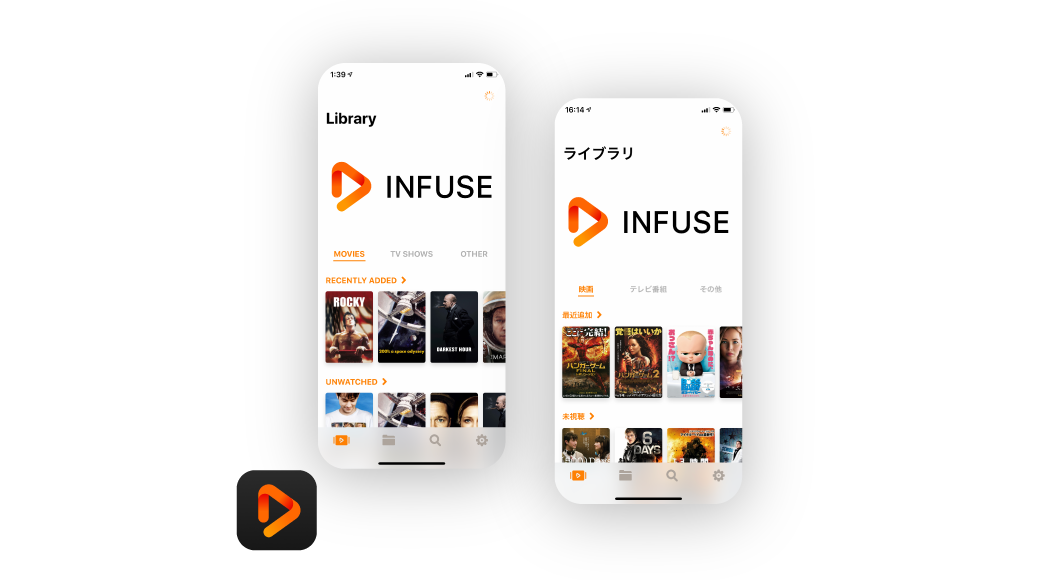 1:39
Library
INFUSE
MOVIES TV SHOWS OTHER
RECENTLY ADDED
ROCKY
2001: a space odyssey
DARKEST HOUR
UNWATCHED
16:14
ライブラリ
INFUSE
映画 テレビ番組 その他
最近追加
ここに完結!
ハンガー・ゲーム
FINAL
覚悟はいいか
ハンガー・ゲーム2
未視聴
6
DAYS